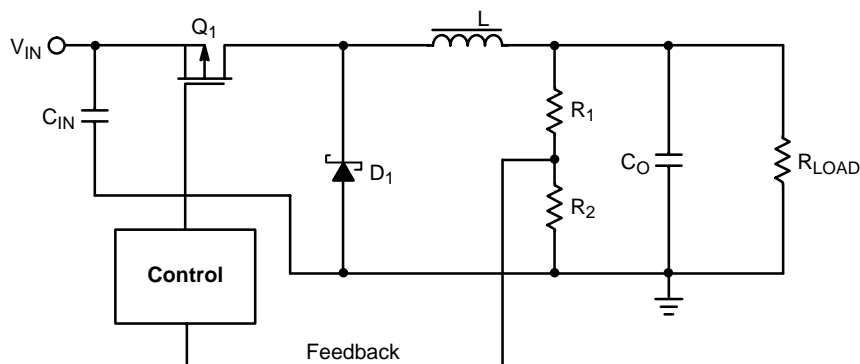 Q1
L
VIN
CIN
R1
D1
CO
RLOAD
R2
Control
Feedback